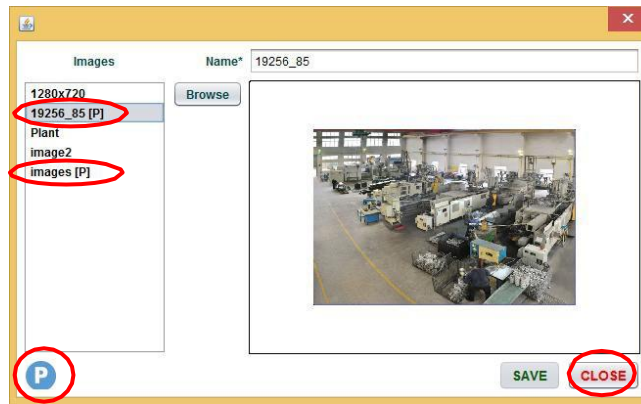 x
Images
Name* 19256_85
Browse
1280x720
19256_85 [P]
Plant
image2
images [P]
P
SAVE
CLOSE